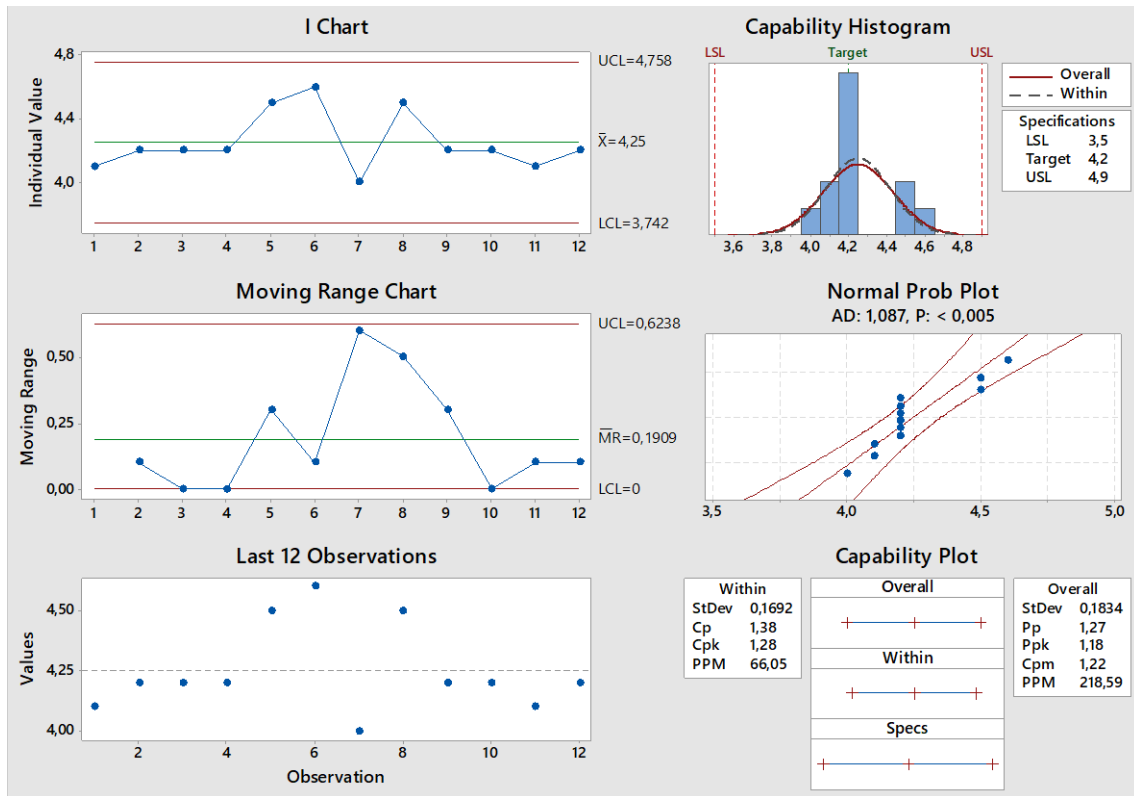 I Chart
4,8
4,4
4,0
Individual Value
UCL=4,758
X̄=4,25
LCL=3,742
1 2 3 4 5 6 7 8 9 10 11 12
Capability Histogram
LSL Target USL
3,6 3,8 4,0 4,2 4,4 4,6 4,8
Overall
Within
Specifications
LSL 3,5
Target 4,2
USL 4,9
Moving Range Chart
0,50
0,25
0,00
Moving Range
UCL=0,6238
M̅R̅=0,1909
LCL=0
1 2 3 4 5 6 7 8 9 10 11 12
Normal Prob Plot
AD: 1,087, P: < 0,005
3,5 4,0 4,5 5,0
Last 12 Observations
4,50
4,25
4,00
Values
2 4 6 8 10 12
Observation
Capability Plot
Within
StDev 0,1692
Cp 1,38
Cpk 1,28
PPM 66,05
Overall
Within
Specs
Overall
StDev 0,1834
Pp 1,27
Ppk 1,18
Cpm 1,22
PPM 218,59